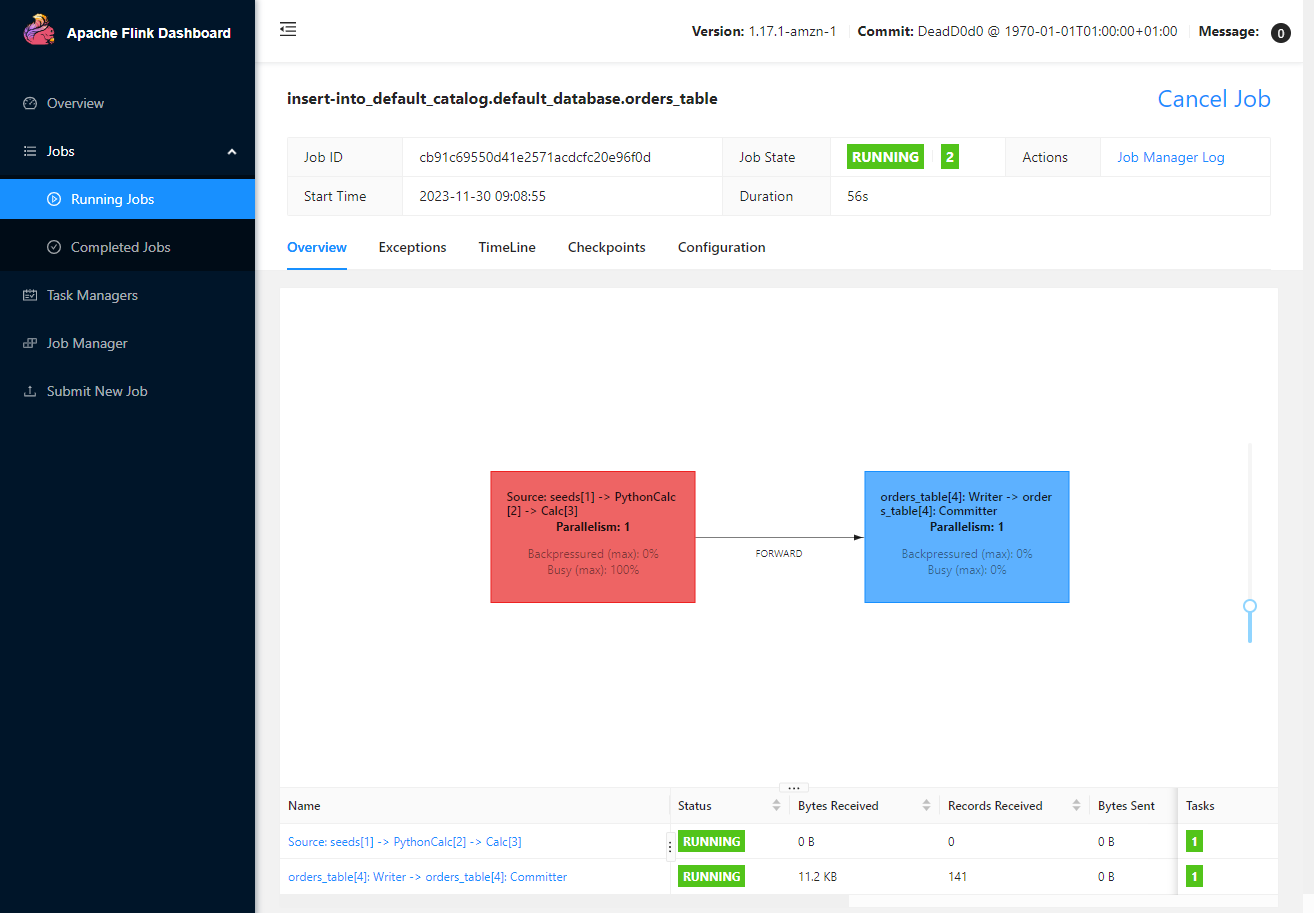 Apache Flink Dashboard
Version: 1.17.1-amzn-1 Commit: DeadD0d0 @ 1970-01-01T01:00:00+01:00 Message: 0
Overview
Jobs
Running Jobs
Completed Jobs
Task Managers
Job Manager
Submit New Job
insert-into_default_catalog.default_database.orders_table
Cancel Job
Job ID cb91c69550d41e2571acdcfc20e96f0d Job State RUNNING 2 Actions Job Manager Log
Start Time 2023-11-30 09:08:55 Duration 56s
Overview Exceptions TimeLine Checkpoints Configuration
Source: seeds[1] -> PythonCalc
[2] -> Calc[3]
Parallelism: 1
Backpressured (max): 0%
Busy (max): 100%
FORWARD
orders_table[4]: Writer -> order
s_table[4]: Committer
Parallelism: 1
Backpressured (max): 0%
Busy (max): 0%
Name Status Bytes Received Records Received Bytes Sent Tasks
Source: seeds[1] -> PythonCalc[2] -> Calc[3] RUNNING 0 B 0 0 B 1
orders_table[4]: Writer -> orders_table[4]: Committer RUNNING 11.2 KB 141 0 B 1